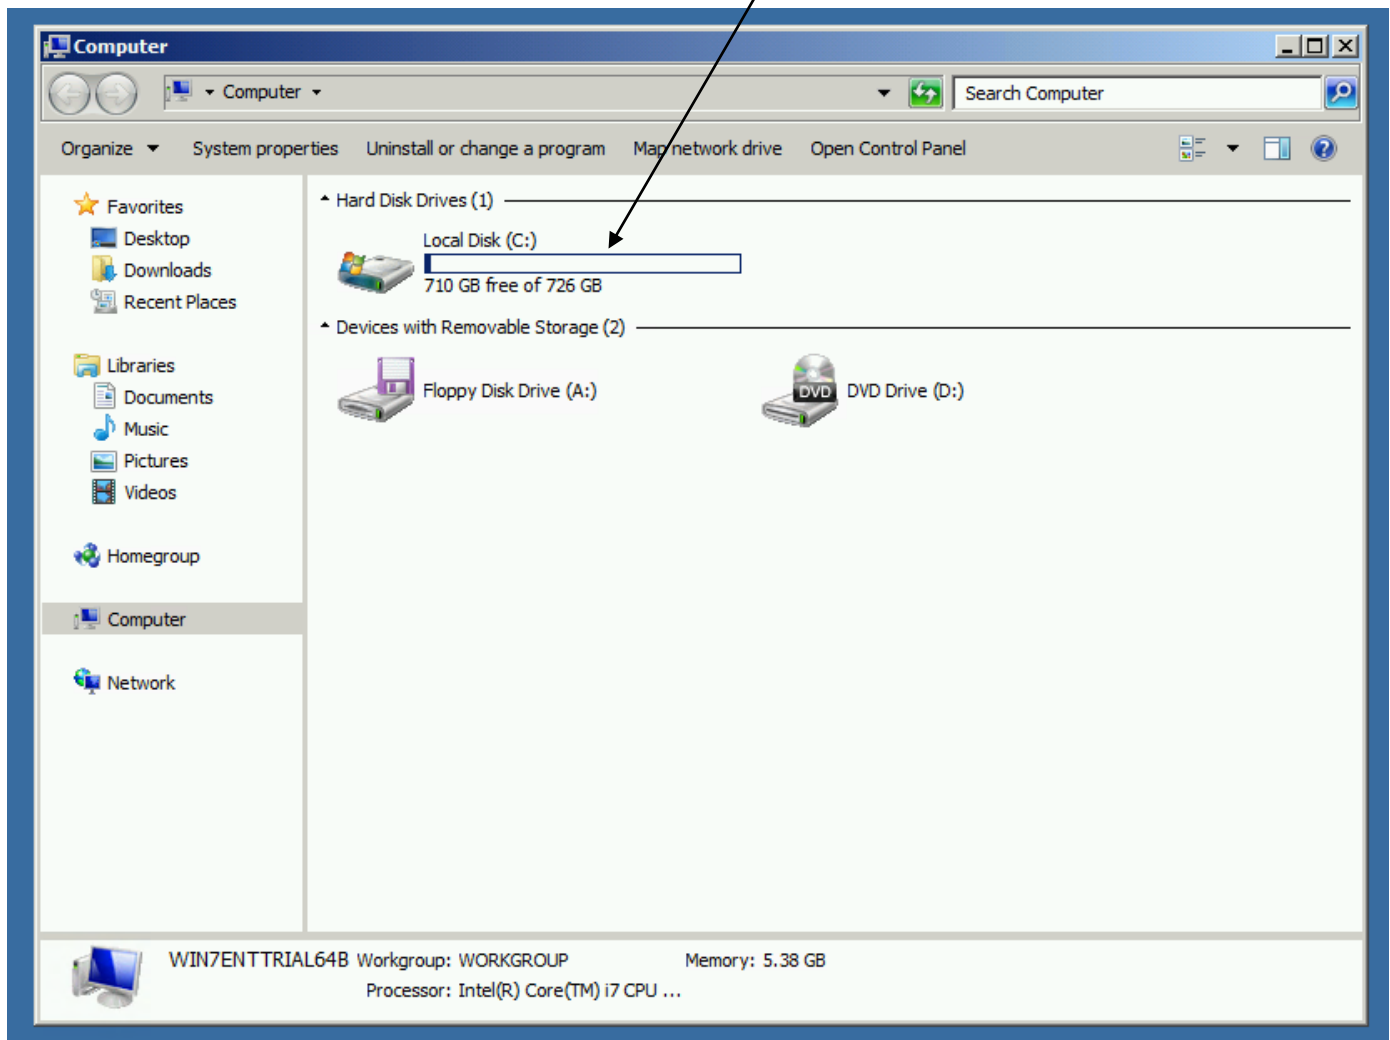 Computer
Computer
Search Computer
Organize System properties Uninstall or change a program Map network drive Open Control Panel
Favorites
Desktop
Downloads
Recent Places
Libraries
Documents
Music
Pictures
Videos
Homegroup
Computer
Network
Hard Disk Drives (1)
Local Disk (C:)
710 GB free of 726 GB
Devices with Removable Storage (2)
Floppy Disk Drive (A:)
DVD
DVD Drive (D:)
WIN7ENTTRIAL64B Workgroup: WORKGROUP Memory: 5.38 GB
Processor: Intel(R) Core(TM) i7 CPU ...